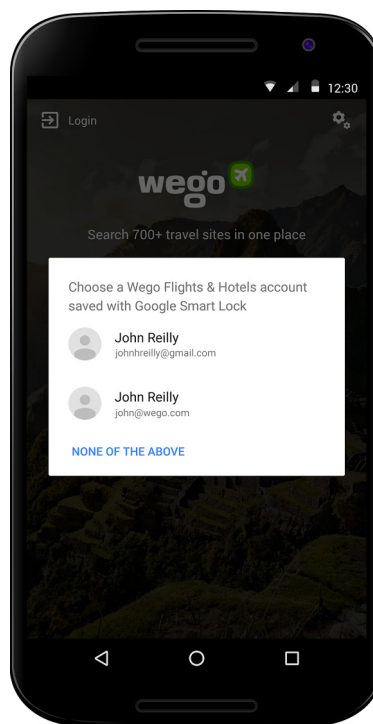 12:30
Login
wego
Search 700+ travel sites in one place
Choose a Wego Flights & Hotels account
saved with Google Smart Lock
John Reilly
johnhreilly@gmail.com
John Reilly
john@wego.com
NONE OF THE ABOVE